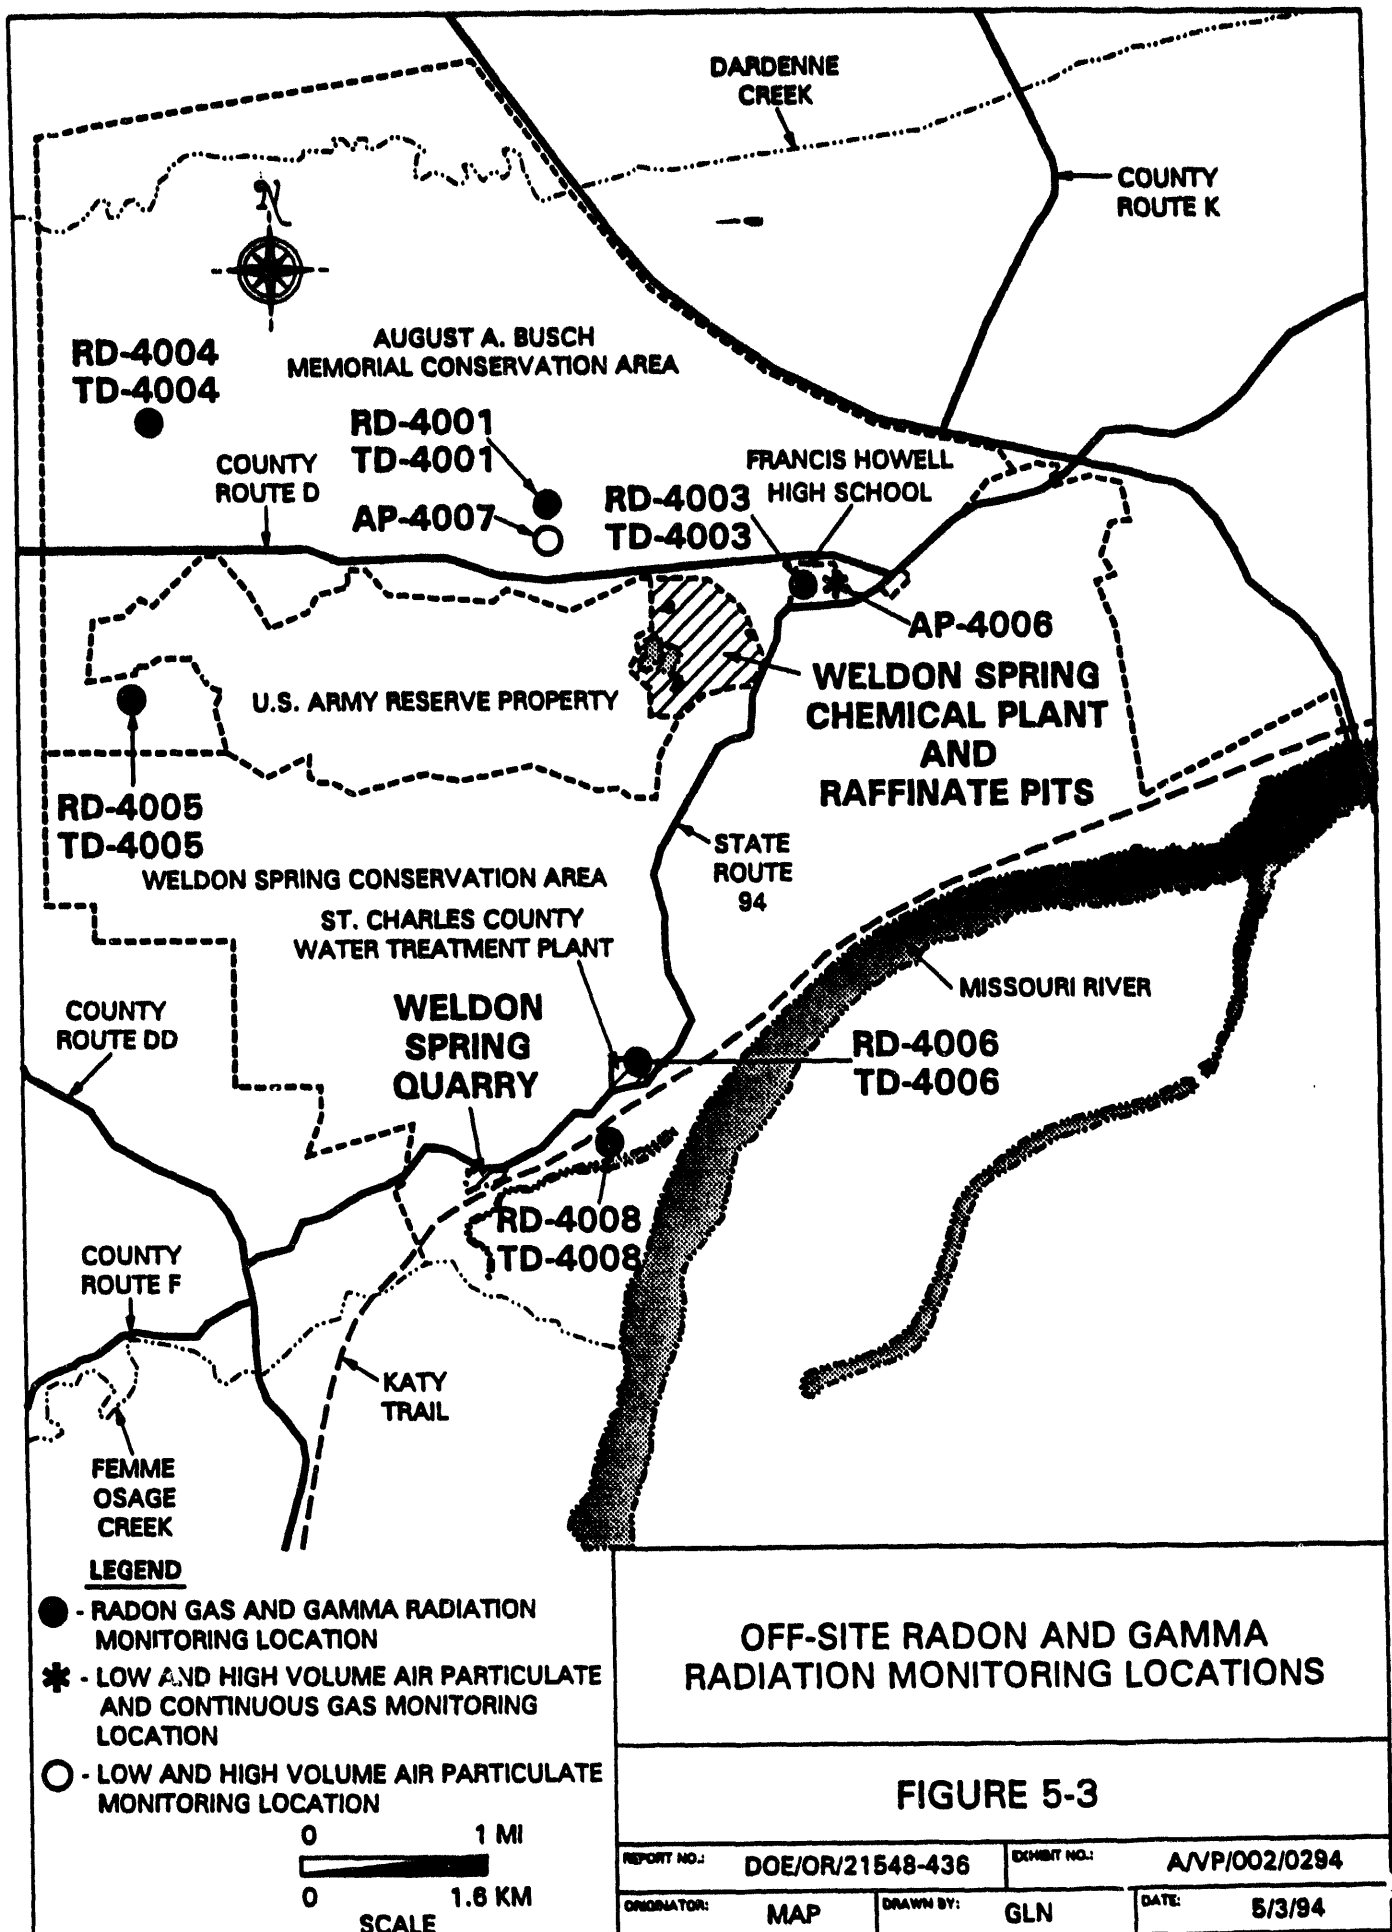 DARDENNE
CREEK
COUNTY
ROUTE K
N
AUGUST A. BUSCH
MEMORIAL CONSERVATION AREA
RD-4004
TD-4004
RD-4001
TD-4001
AP-4007
COUNTY
ROUTE D
FRANCIS HOWELL
HIGH SCHOOL
RD-4003
TD-4003
AP-4006
WELDON SPRING
CHEMICAL PLANT
AND
RAFFINATE PITS
U.S. ARMY RESERVE PROPERTY
RD-4005
TD-4005
STATE
ROUTE
94
WELDON SPRING CONSERVATION AREA
ST. CHARLES COUNTY
WATER TREATMENT PLANT
MISSOURI RIVER
COUNTY
ROUTE DD
WELDON
SPRING
QUARRY
RD-4006
TD-4006
RD-4008
TD-4008
COUNTY
ROUTE F
KATY
TRAIL
FEMME
OSAGE
CREEK
LEGEND
- RADON GAS AND GAMMA RADIATION
MONITORING LOCATION
- LOW AND HIGH VOLUME AIR PARTICULATE
AND CONTINUOUS GAS MONITORING
LOCATION
- LOW AND HIGH VOLUME AIR PARTICULATE
MONITORING LOCATION
0 1 MI
0 1.6 KM
SCALE
OFF-SITE RADON AND GAMMA
RADIATION MONITORING LOCATIONS
FIGURE 5-3
REPORT NO.: DOE/OR/21548-436 EXHIBIT NO.: A/VP/002/0294
ORIGINATOR: MAP DRAWN BY: GLN DATE: 5/3/94